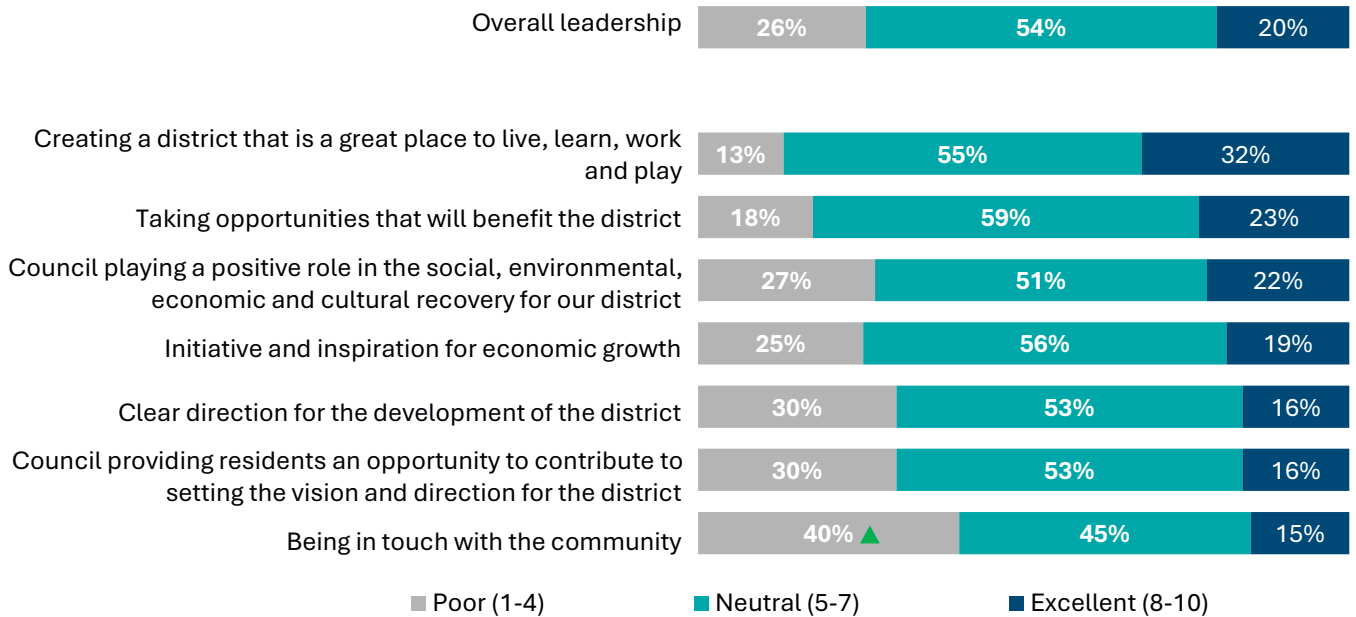 Overall leadership
26% 54% 20%
Creating a district that is a great place to live, learn, work
and play
13% 55% 32%
Taking opportunities that will benefit the district
18% 59% 23%
Council playing a positive role in the social, environmental,
economic and cultural recovery for our district
27% 51% 22%
Initiative and inspiration for economic growth
25% 56% 19%
Clear direction for the development of the district
30% 53% 16%
Council providing residents an opportunity to contribute to
setting the vision and direction for the district
30% 53% 16%
Being in touch with the community
40% 45% 15%
Poor (1-4) Neutral (5-7) Excellent (8-10)